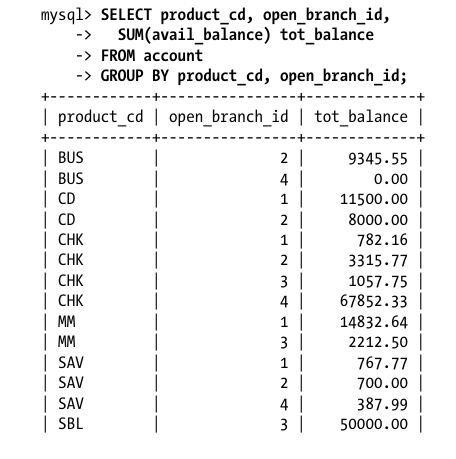 mysql> SELECT product_cd, open_branch_id,
    ->   SUM(avail_balance) tot_balance
    -> FROM account
    -> GROUP BY product_cd, open_branch_id;
+------------+----------------+-------------+
| product_cd | open_branch_id | tot_balance |
+------------+----------------+-------------+
| BUS        |              2 |     9345.55 |
| BUS        |              4 |        0.00 |
| CD         |              1 |    11500.00 |
| CD         |              2 |     8000.00 |
| CHK        |              1 |      782.16 |
| CHK        |              2 |     3315.77 |
| CHK        |              3 |     1057.75 |
| CHK        |              4 |    67852.33 |
| MM         |              1 |    14832.64 |
| MM         |              3 |     2212.50 |
| SAV        |              1 |      767.77 |
| SAV        |              2 |      700.00 |
| SAV        |              4 |      387.99 |
| SBL        |              3 |    50000.00 |